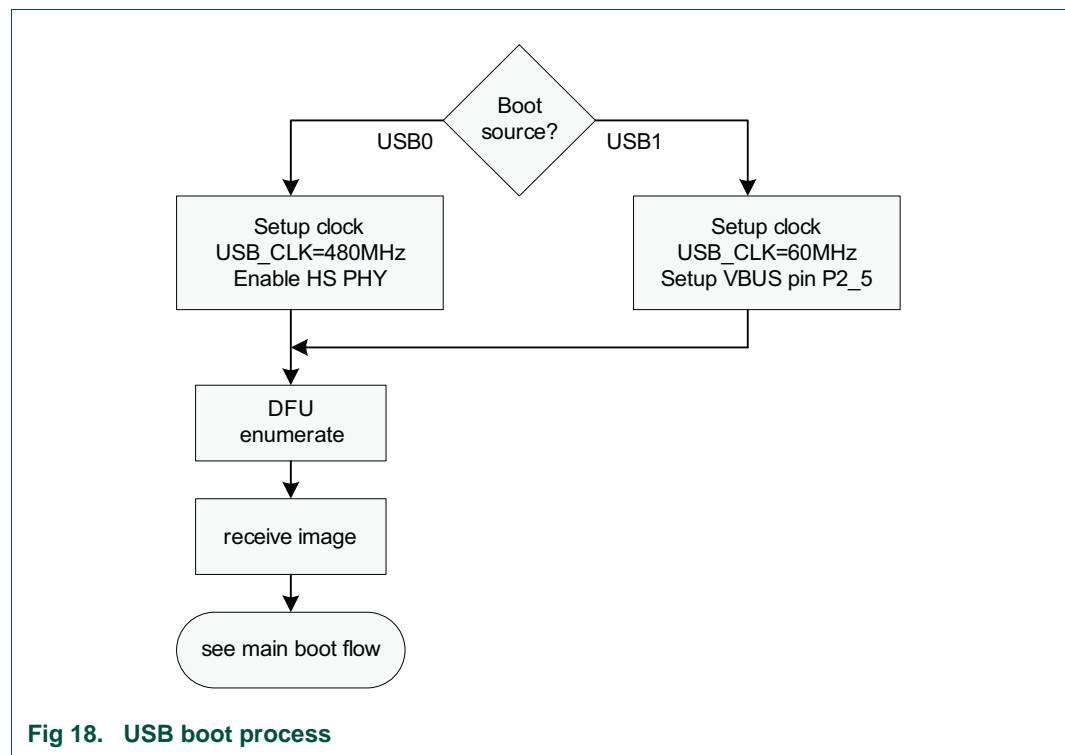 Boot
source?
USB0
USB1
Setup clock
USB_CLK=480MHz
Enable HS PHY
Setup clock
USB_CLK=60MHz
Setup VBUS pin P2_5
DFU
enumerate
receive image
see main boot flow
Fig 18. USB boot process